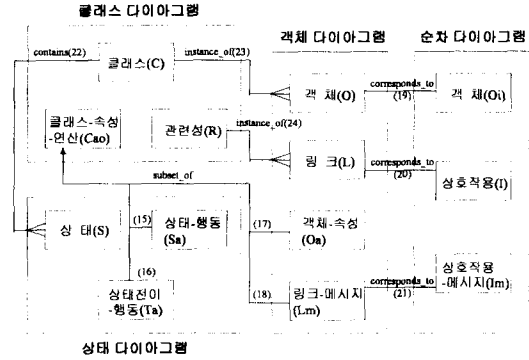 클래스 다이아그램
객체 다이아그램
순차 다이아그램
contains(22)
클래스(C)
instance_of(23)
객 체(O)
corresponds_to
(19)
객 체(Oi)
클래스-속성
-연산(Cao)
관련성(R)
instance_of(24)
링 크(L)
corresponds_to
(20)
상호작용(I)
subset_of
상 태(S)
(15)
상태-행동
(Sa)
(17)
객체-속성
(Oa)
(16)
상태전이
-행동(Ta)
(18)
링크-메시지
(Lm)
corresponds_to
(21)
상호작용
-메시지(Im)
상태 다이아그램